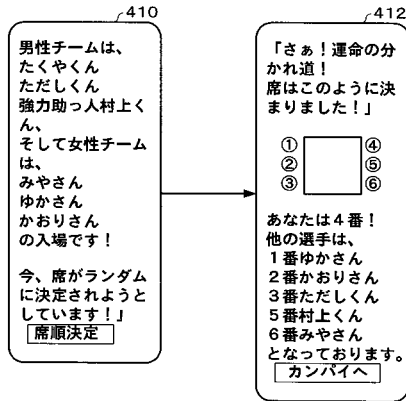 410
男性チームは、
たくやくん
ただしくん
強力助っ人村上く
ん、
そして女性チーム
は、
みやさん
ゆかさん
かおりさん
の入場です！
今、席がランダム
に決定されようと
しています！」
席順決定
412
「さぁ！運命の分
かれ道！
席はこのように決
まりました！」
① ④
② ⑤
③ ⑥
あなたは４番！
他の選手は、
１番ゆかさん
２番かおりさん
３番ただしくん
５番村上くん
６番みやさん
となっております。
カンパイへ